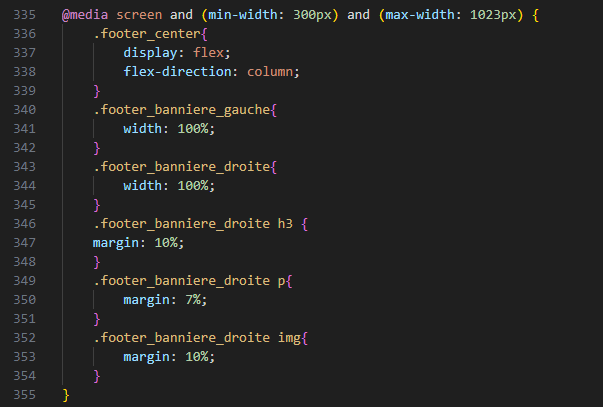 335 @media screen and (min-width: 300px) and (max-width: 1023px) {
336     .footer_center{
337         display: flex;
338         flex-direction: column;
339     }
340     .footer_banniere_gauche{
341         width: 100%;
342     }
343     .footer_banniere_droite{
344         width: 100%;
345     }
346     .footer_banniere_droite h3 {
347     margin: 10%;
348     }
349     .footer_banniere_droite p{
350         margin: 7%;
351     }
352     .footer_banniere_droite img{
353         margin: 10%;
354     }
355 }